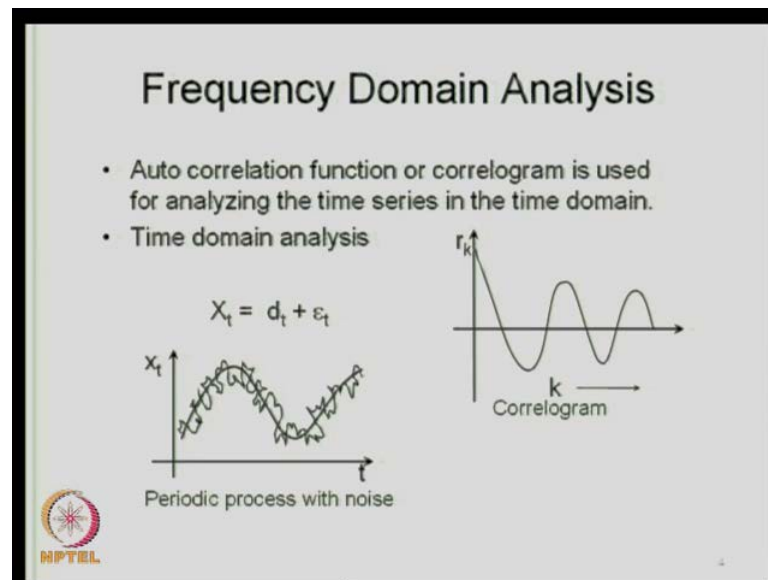 Frequency Domain Analysis
• Auto correlation function or correlogram is used
for analyzing the time series in the time domain.
• Time domain analysis
rₖ
Xₜ = dₜ + εₜ
xₜ
k
Correlogram
t
Periodic process with noise
NPTEL
4